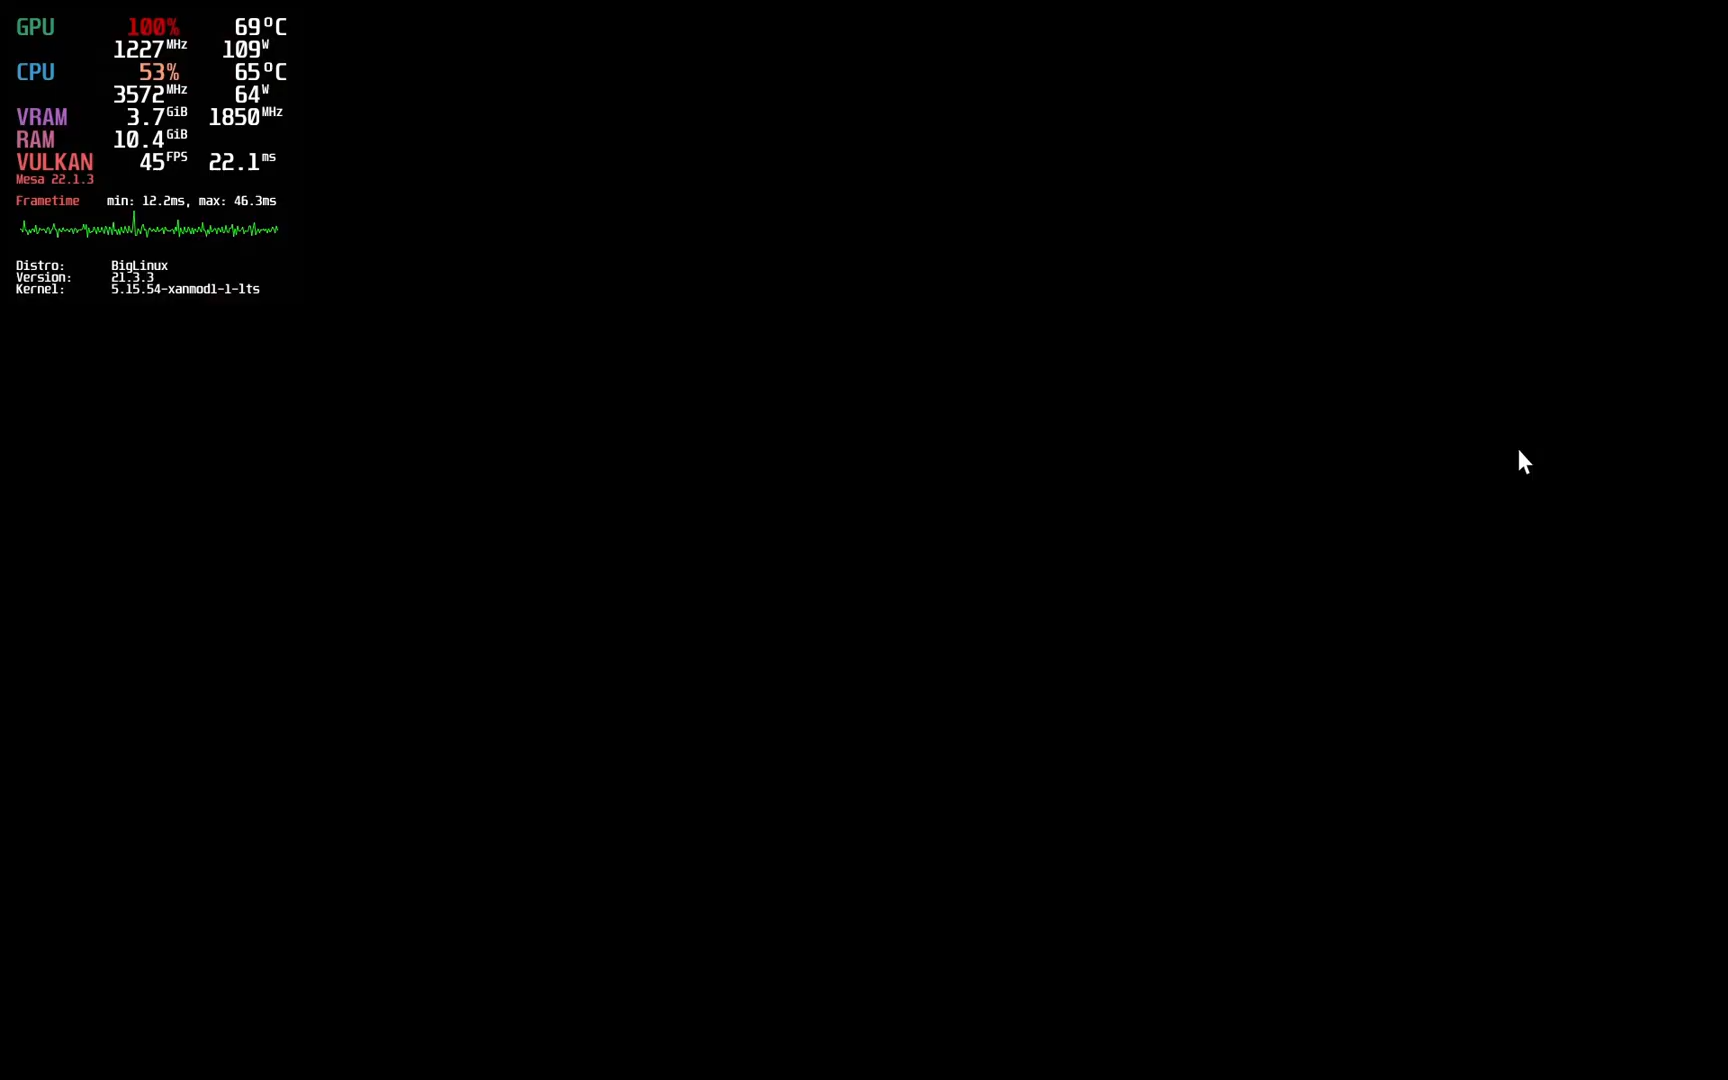 GPU 100% 69°C
1227MHz 109W
CPU 53% 65°C
3572MHz 64W
VRAM 3.7GiB 1850MHz
RAM 10.4GiB
VULKAN 45FPS 22.1ms
Mesa 22.1.3
Frametime min: 12.2ms, max: 46.3ms
Distro: BigLinux
Version: 21.3.3
Kernel: 5.15.54-xanmod1-1-lts